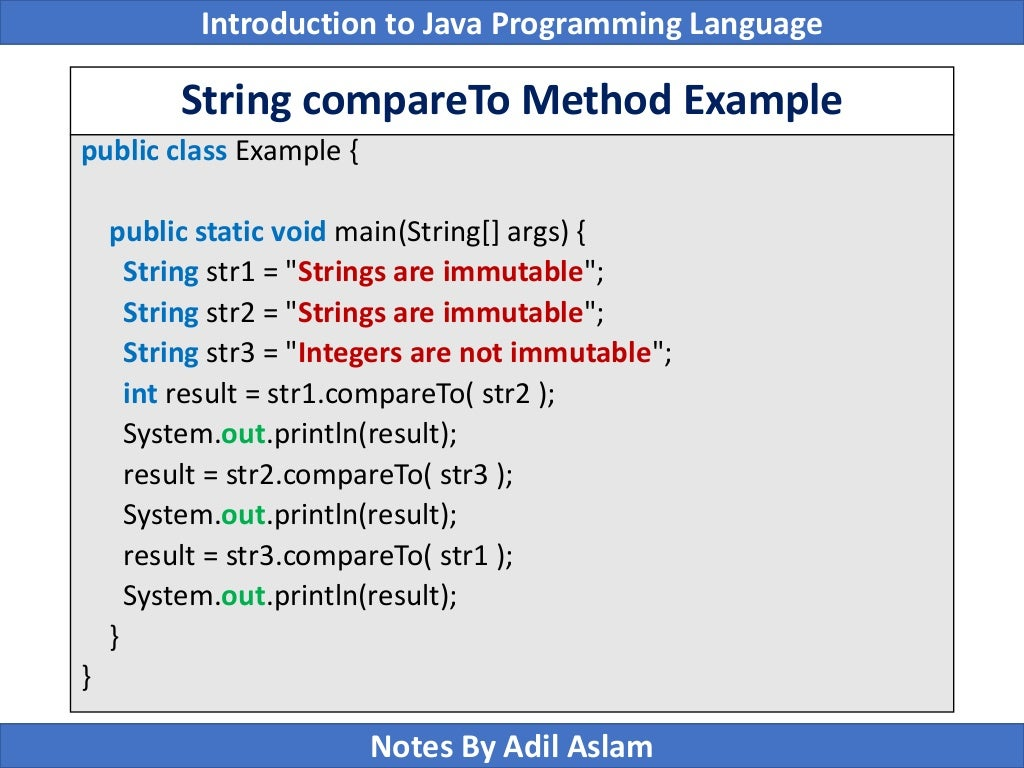 Introduction to Java Programming Language
String compareTo Method Example
public class Example {
public static void main(String[] args) {
String str1 = "Strings are immutable";
String str2 = "Strings are immutable";
String str3 = "Integers are not immutable";
int result = str1.compareTo( str2 );
System.out.println(result);
result = str2.compareTo( str3 );
System.out.println(result);
result = str3.compareTo( str1 );
System.out.println(result);
}
}
Notes By Adil Aslam